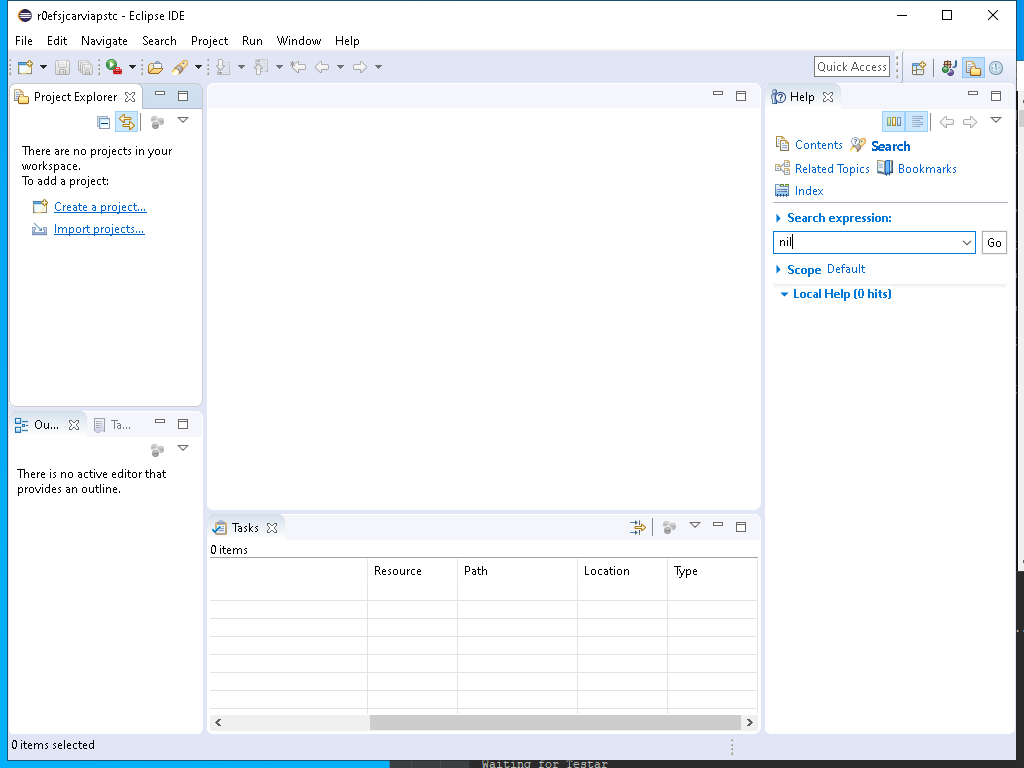 r0efsjcarviapstc - Eclipse IDE
File Edit Navigate Search Project Run Window Help
Quick Access
Project Explorer
There are no projects in your
workspace.
To add a project:
Create a project...
Import projects...
Ou... Ta...
There is no active editor that
provides an outline.
Tasks
0 items
Resource Path Location Type
Help
Contents Search
Related Topics Bookmarks
Index
Search expression:
nil Go
Scope Default
Local Help (0 hits)
0 items selected
Waiting for Testar